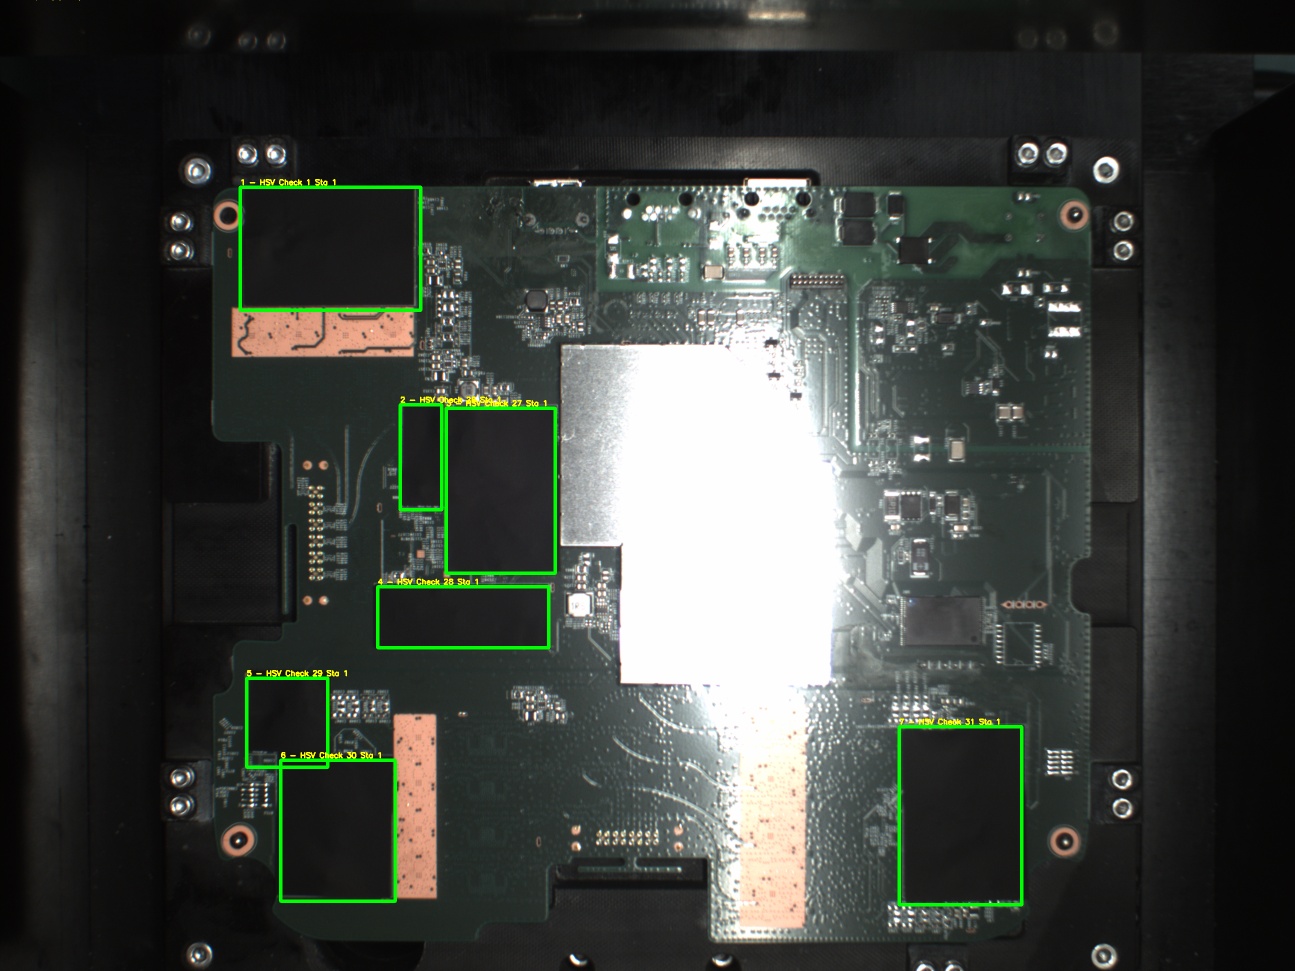 1 - HSV Check 1 Sta 1
2 - HSV Check
HSV Check 27 Sta 1
4 - HSV Check 28 Sta 1
5 - HSV Check 29 Sta 1
6 - HSV Check 30 Sta 1
7 - HSV Check 31 Sta 1